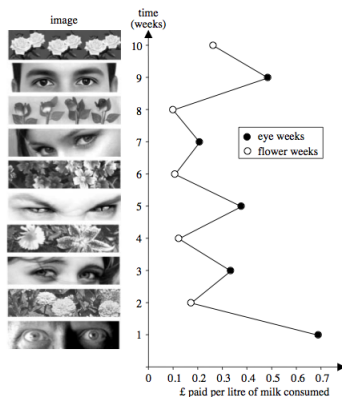 image
time
(weeks)
10
9
8
7
6
5
4
3
2
1
eye weeks
flower weeks
0 0.1 0.2 0.3 0.4 0.5 0.6 0.7
£ paid per litre of milk consumed